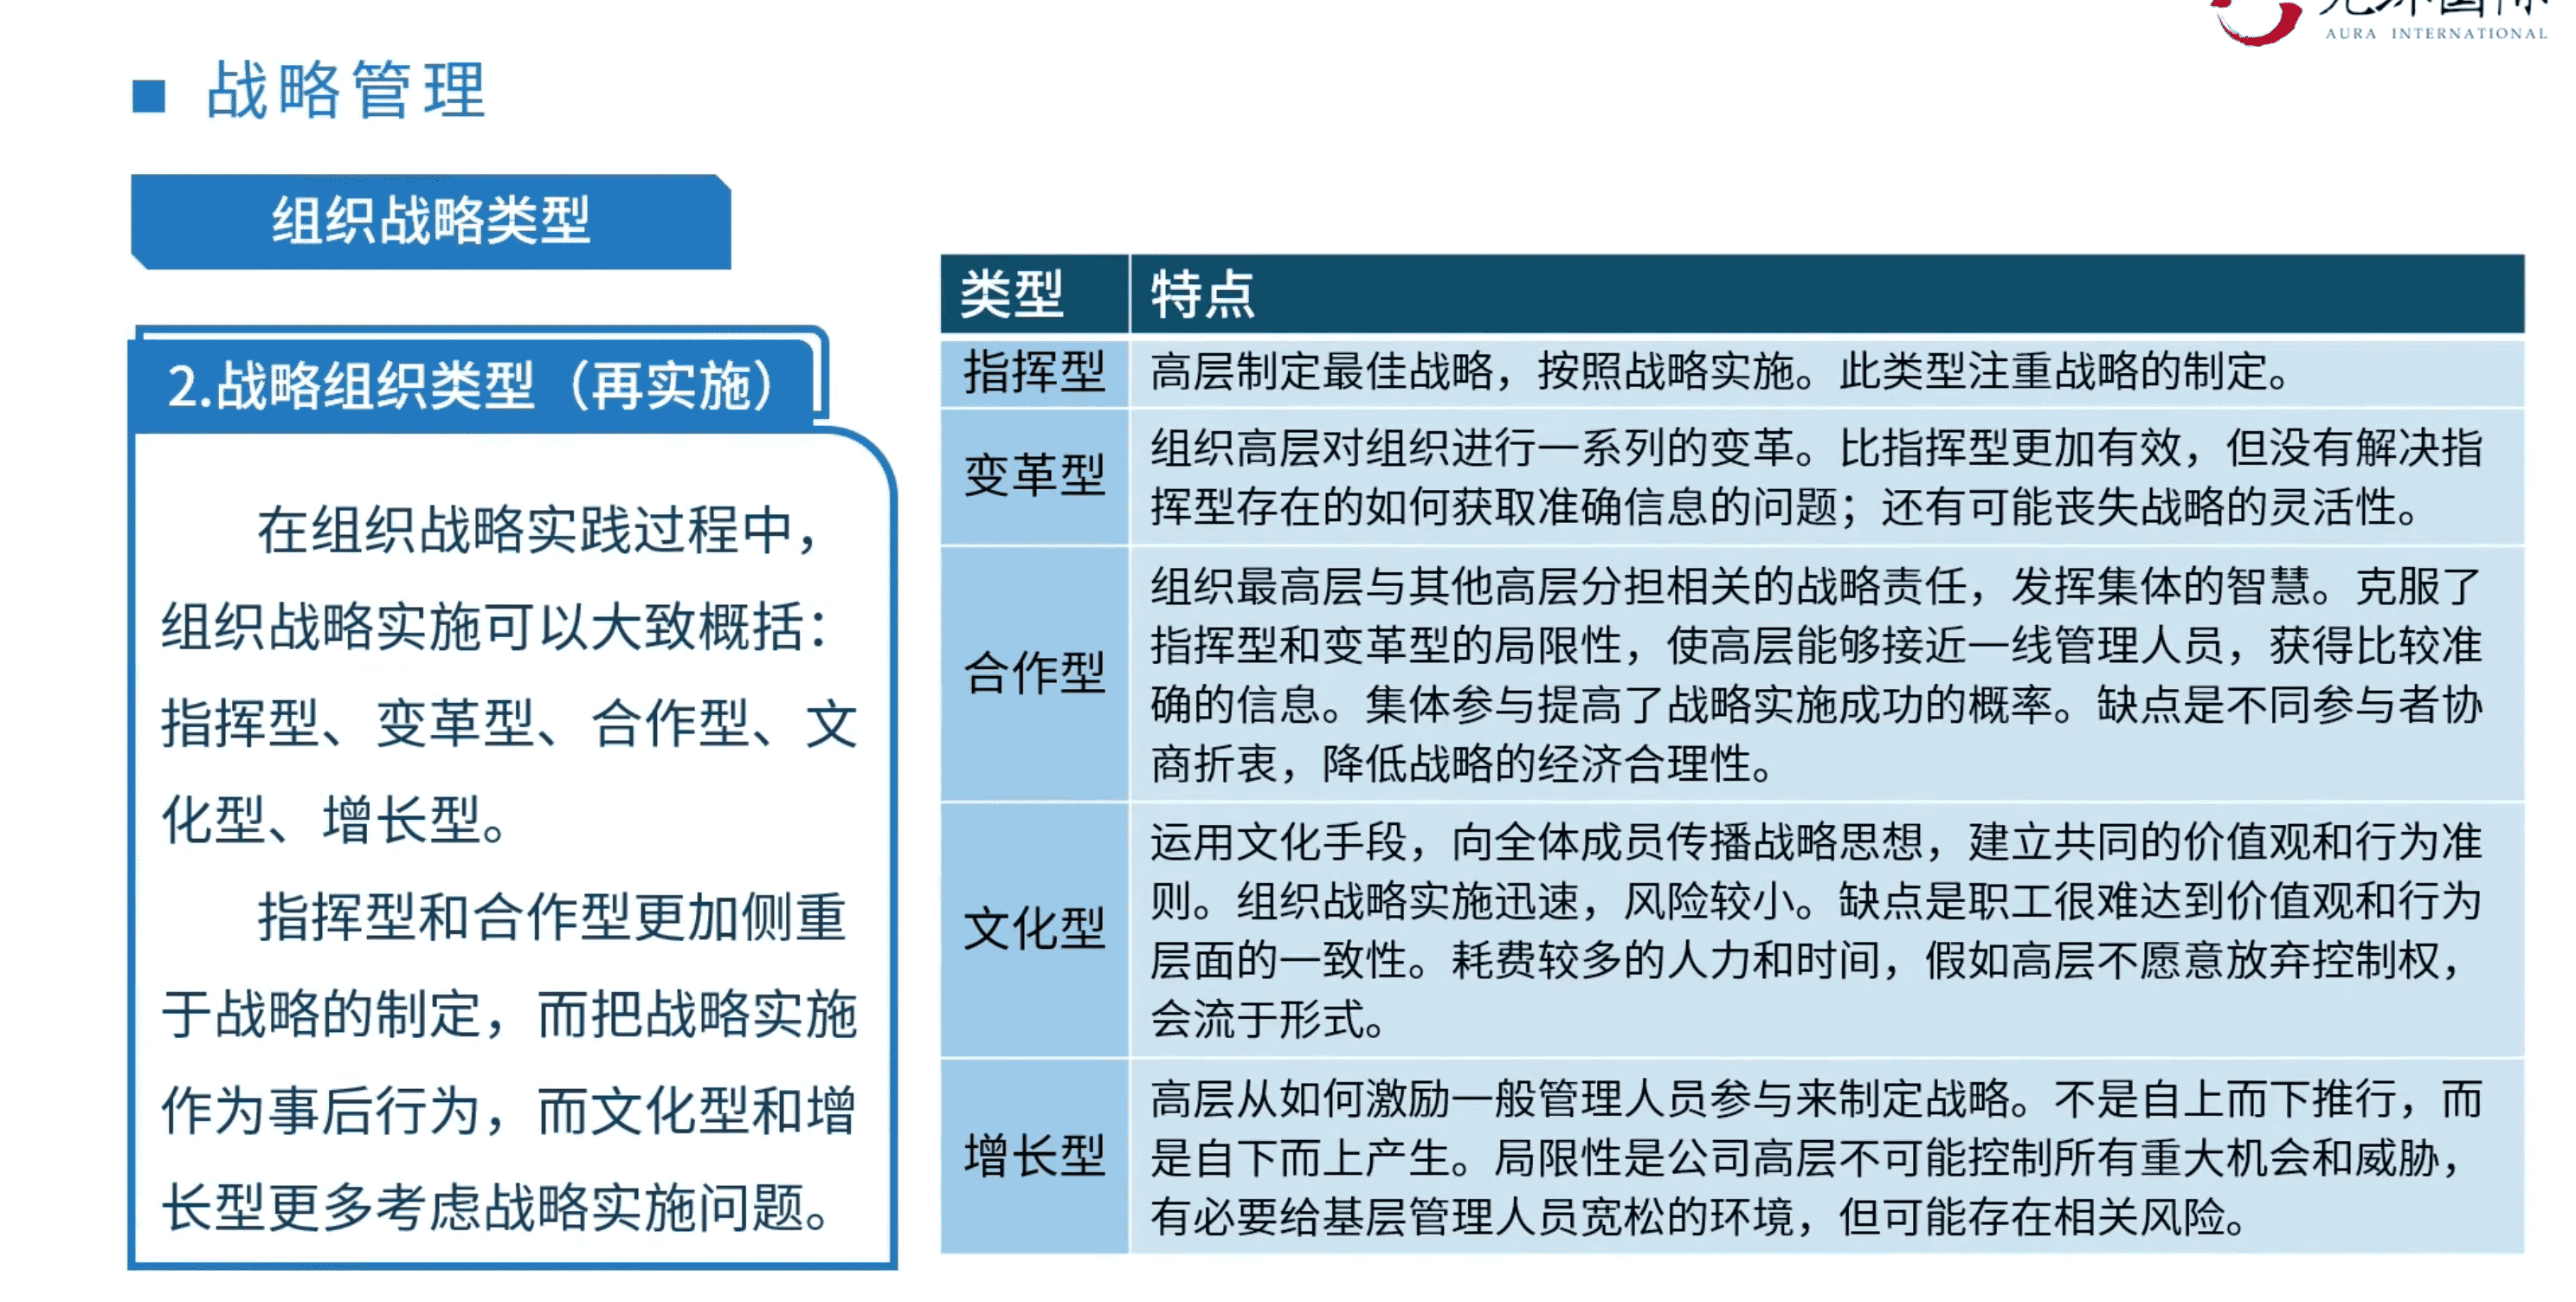 AURA INTERNATIONAL
战略管理
组织战略类型
2.战略组织类型（再实施）
在组织战略实践过程中，
组织战略实施可以大致概括：
指挥型、变革型、合作型、文
化型、增长型。
指挥型和合作型更加侧重
于战略的制定，而把战略实施
作为事后行为，而文化型和增
长型更多考虑战略实施问题。
类型 特点
指挥型 高层制定最佳战略，按照战略实施。此类型注重战略的制定。
变革型
组织高层对组织进行一系列的变革。比指挥型更加有效，但没有解决指
挥型存在的如何获取准确信息的问题；还有可能丧失战略的灵活性。
合作型
组织最高层与其他高层分担相关的战略责任，发挥集体的智慧。克服了
指挥型和变革型的局限性，使高层能够接近一线管理人员，获得比较准
确的信息。集体参与提高了战略实施成功的概率。缺点是不同参与者协
商折衷，降低战略的经济合理性。
文化型
运用文化手段，向全体成员传播战略思想，建立共同的价值观和行为准
则。组织战略实施迅速，风险较小。缺点是职工很难达到价值观和行为
层面的一致性。耗费较多的人力和时间，假如高层不愿意放弃控制权，
会流于形式。
增长型
高层从如何激励一般管理人员参与来制定战略。不是自上而下推行，而
是自下而上产生。局限性是公司高层不可能控制所有重大机会和威胁，
有必要给基层管理人员宽松的环境，但可能存在相关风险。